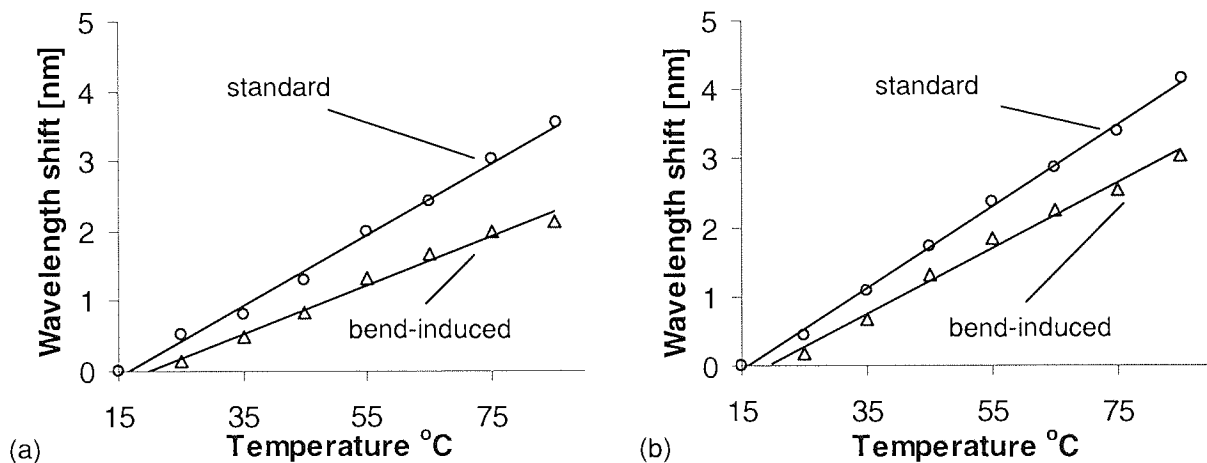 5
4
3
2
1
0
Wavelength shift [nm]
standard
bend-induced
15 35 55 75
Temperature °C
(a)
5
4
3
2
1
0
Wavelength shift [nm]
standard
bend-induced
15 35 55 75
Temperature °C
(b)